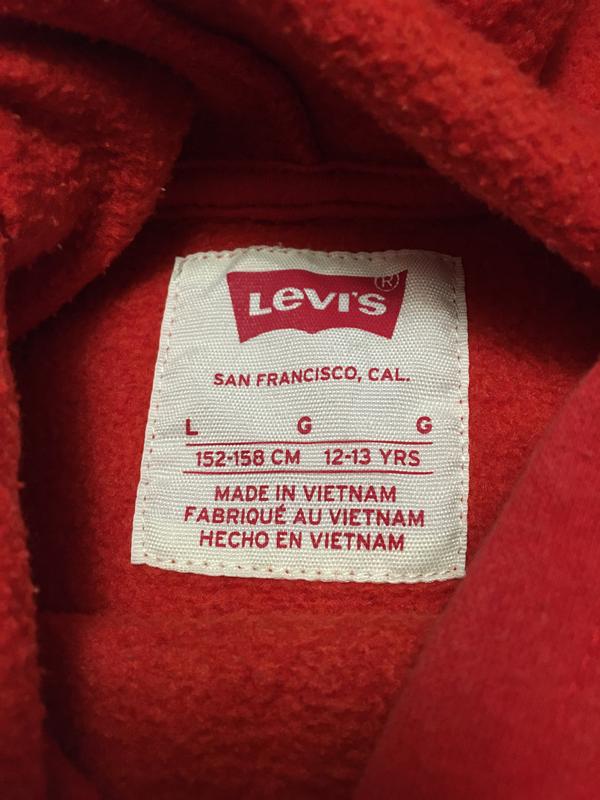 Levi's®
SAN FRANCISCO, CAL.
L G G
152-158 CM 12-13 YRS
MADE IN VIETNAM
FABRIQUÉ AU VIETNAM
HECHO EN VIETNAM